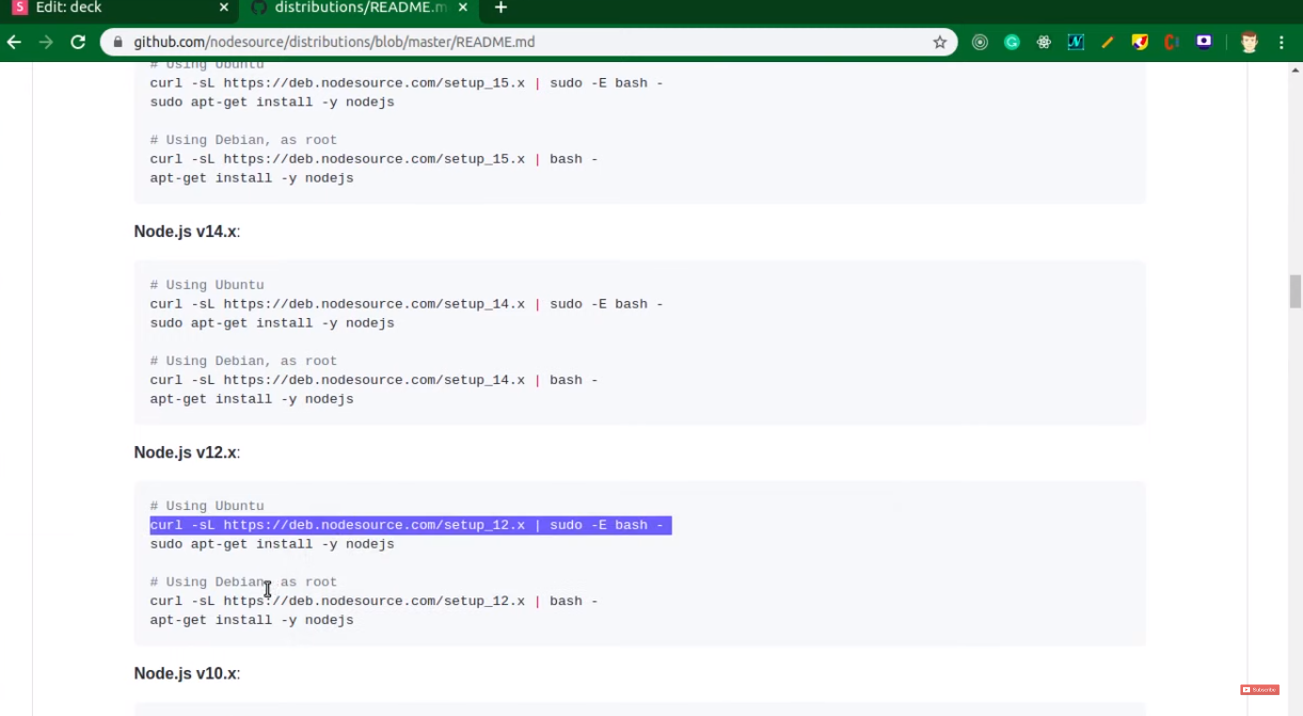 S Edit: deck
distributions/README.m
github.com/nodesource/distributions/blob/master/README.md
# Using Ubuntu
curl -sL https://deb.nodesource.com/setup_15.x | sudo -E bash -
sudo apt-get install -y nodejs
# Using Debian, as root
curl -sL https://deb.nodesource.com/setup_15.x | bash -
apt-get install -y nodejs
Node.js v14.x:
# Using Ubuntu
curl -sL https://deb.nodesource.com/setup_14.x | sudo -E bash -
sudo apt-get install -y nodejs
# Using Debian, as root
curl -sL https://deb.nodesource.com/setup_14.x | bash -
apt-get install -y nodejs
Node.js v12.x:
# Using Ubuntu
curl -sL https://deb.nodesource.com/setup_12.x | sudo -E bash -
sudo apt-get install -y nodejs
# Using Debian, as root
curl -sL https://deb.nodesource.com/setup_12.x | bash -
apt-get install -y nodejs
Node.js v10.x:
Subscribe